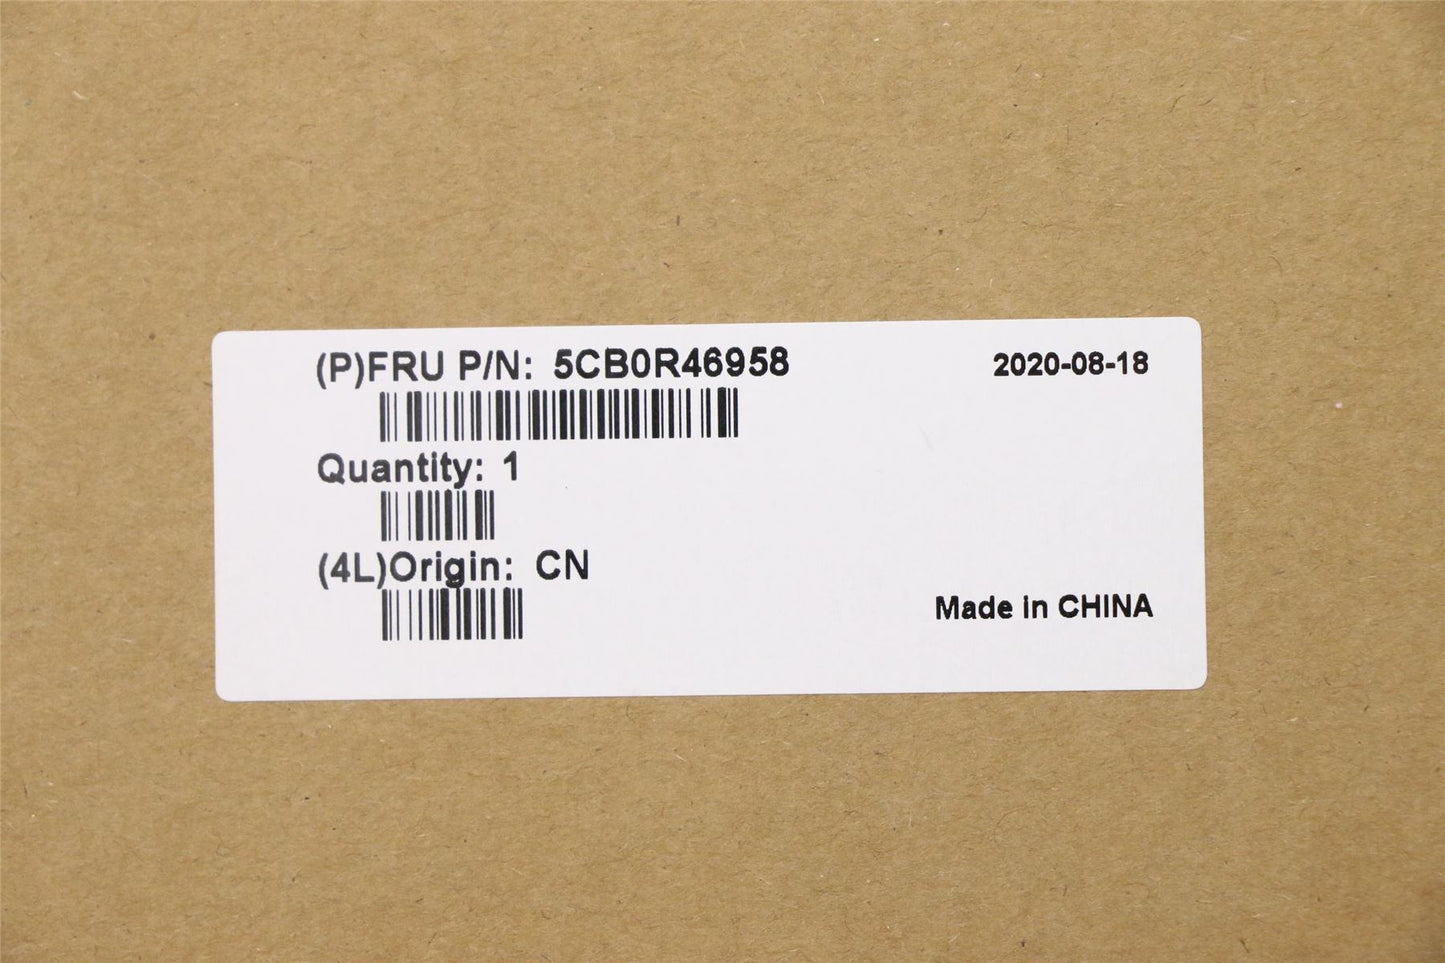 (P)FRU P/N: 5CB0R46958 2020-08-18
Quantity: 1
(4L)Origin: CN
Made in CHINA